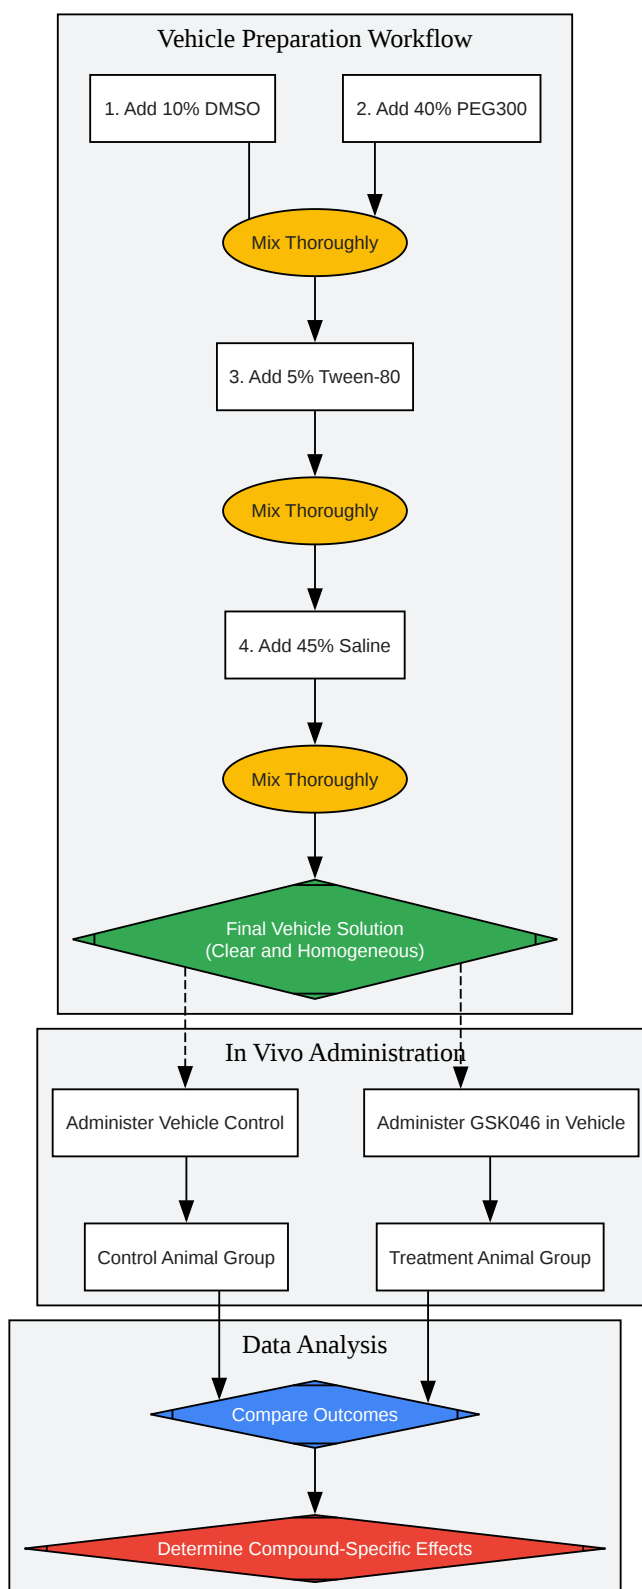 Vehicle Preparation Workflow
1. Add 10% DMSO
2. Add 40% PEG300
Mix Thoroughly
3. Add 5% Tween-80
Mix Thoroughly
4. Add 45% Saline
Mix Thoroughly
Final Vehicle Solution
(Clear and Homogeneous)
In Vivo Administration
Administer Vehicle Control
Administer GSK046 in Vehicle
Control Animal Group
Treatment Animal Group
Data Analysis
Compare Outcomes
Determine Compound-Specific Effects